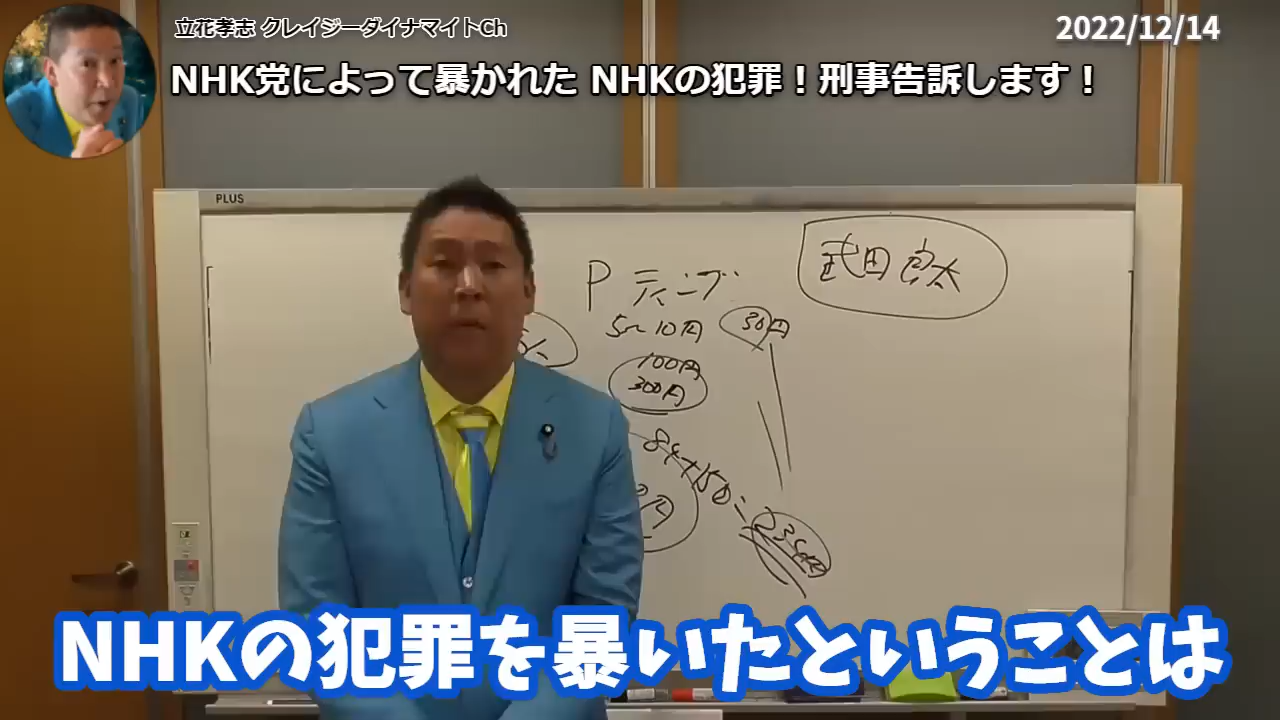 立花孝志 クレイジーダイナマイトCh
2022/12/14
NHK党によって暴かれた NHKの犯罪！刑事告訴します！
PLUS
武田良太
P ティーブ
5〜10円
30円
100円
300円
NHKの犯罪を暴いたということは